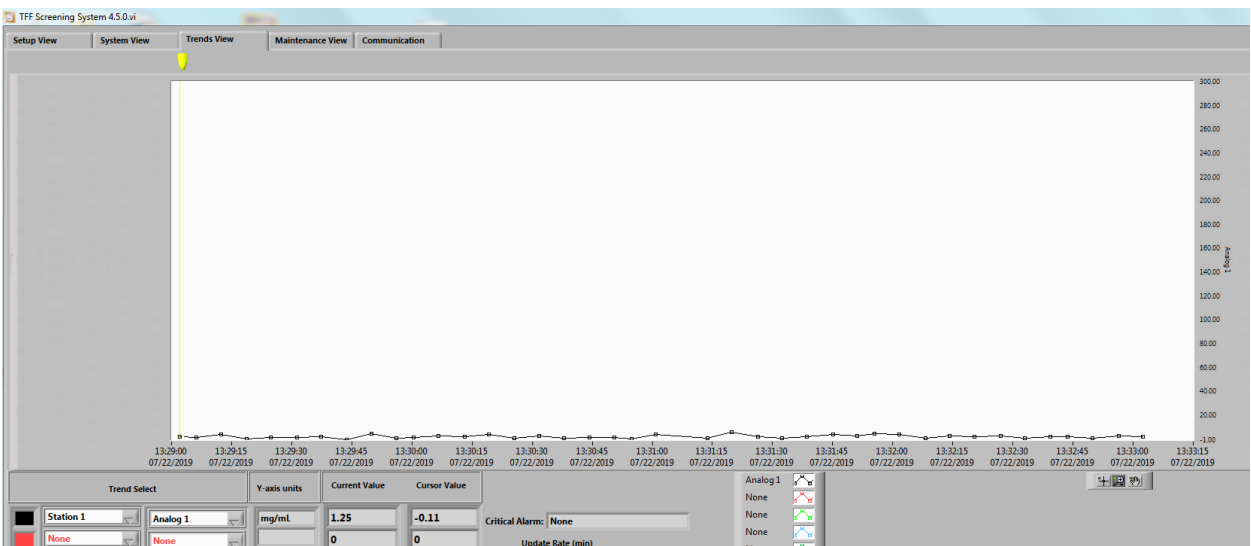 TFF Screening System 4.5.0.vi
Setup View System View Trends View Maintenance View Communication
300.00
280.00
260.00
240.00
220.00
200.00
180.00
160.00
140.00
120.00
100.00
80.00
60.00
40.00
20.00
-1.00
Analog 1
13:29:00 13:29:15 13:29:30 13:29:45 13:30:00 13:30:15 13:30:30 13:30:45 13:31:00 13:31:15 13:31:30 13:31:45 13:32:00 13:32:15 13:32:30 13:32:45 13:33:00 13:33:15
07/22/2019 07/22/2019 07/22/2019 07/22/2019 07/22/2019 07/22/2019 07/22/2019 07/22/2019 07/22/2019 07/22/2019 07/22/2019 07/22/2019 07/22/2019 07/22/2019 07/22/2019 07/22/2019 07/22/2019 07/22/2019
Trend Select Y-axis units Current Value Cursor Value
Analog 1
None
None
None
Station 1 Analog 1 mg/mL 1.25 -0.11 Critical Alarm: None
None None 0 0 Update Rate (min)